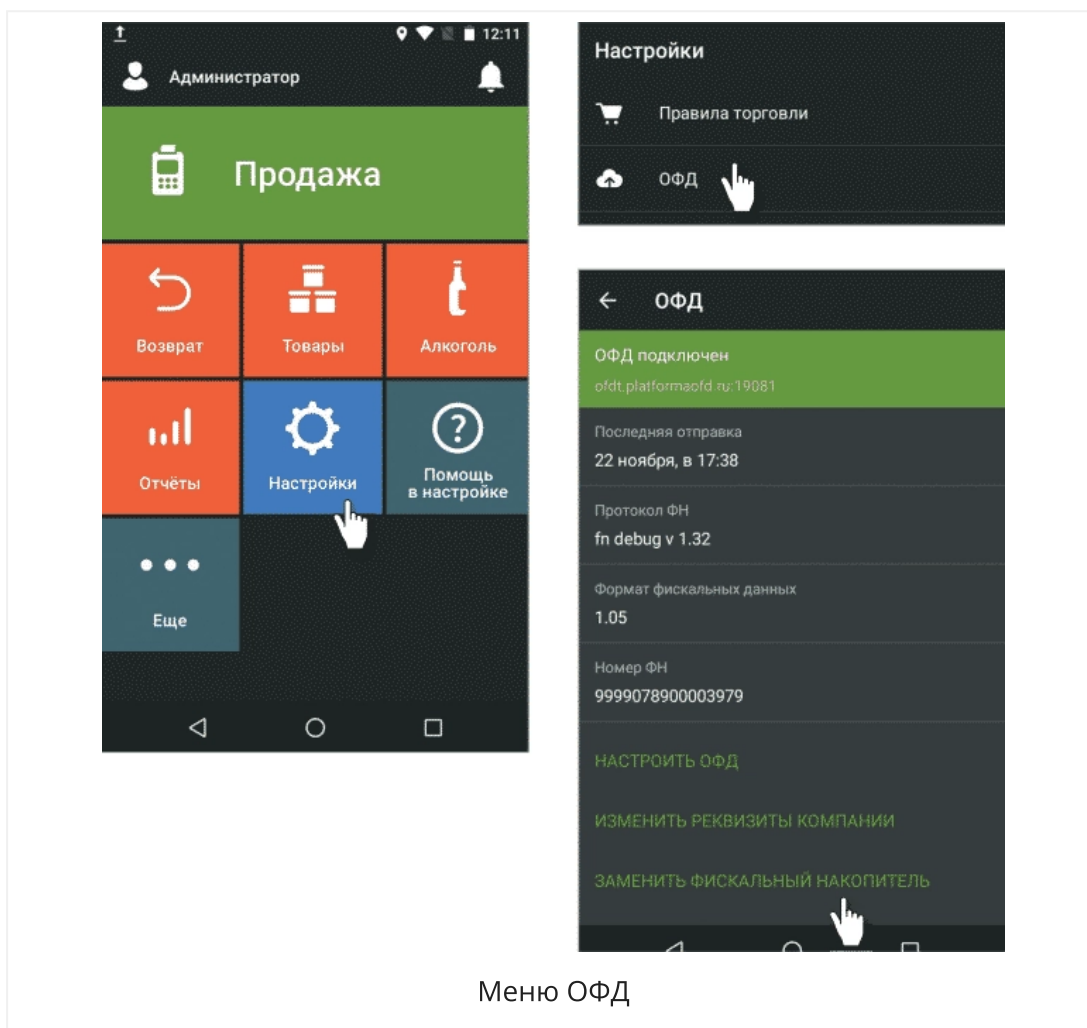 12:11
Администратор
Продажа
Возврат
Товары
Алкоголь
Отчёты
Настройки
Помощь
в настройке
Еще
Настройки
Правила торговли
ОФД
ОФД
ОФД подключен
ofdt.platformaofd.ru:19081
Последняя отправка
22 ноября, в 17:38
Протокол ФН
fn debug v 1.32
Формат фискальных данных
1.05
Номер ФН
9999078900003979
НАСТРОИТЬ ОФД
ИЗМЕНИТЬ РЕКВИЗИТЫ КОМПАНИИ
ЗАМЕНИТЬ ФИСКАЛЬНЫЙ НАКОПИТЕЛЬ
Меню ОФД